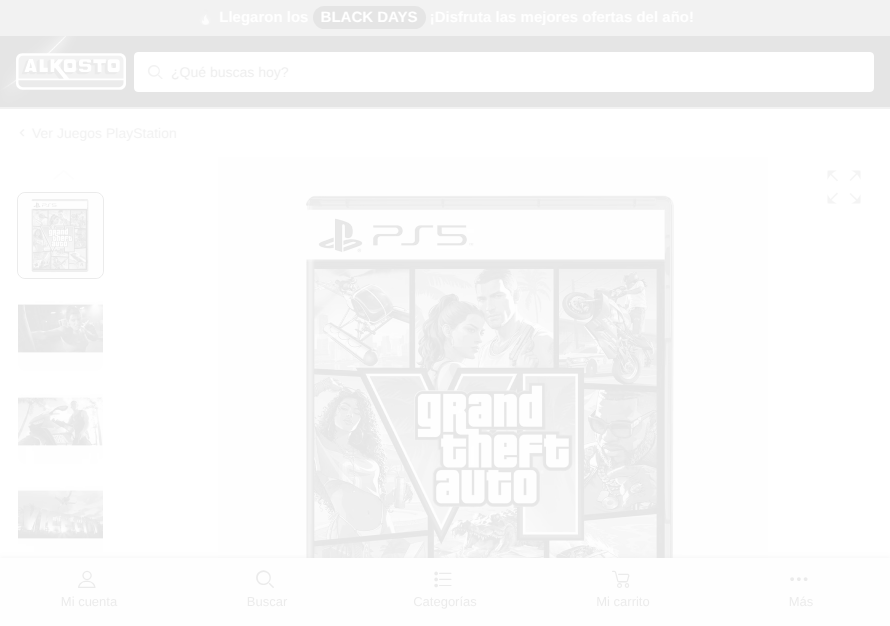 Llegaron los BLACK DAYS ¡Disfruta las mejores ofertas del año!
ALKOSTO
¿Qué buscas hoy?
Ver Juegos PlayStation
PS5
grand
theft
auto
VI
Mi cuenta
Buscar
Categorías
Mi carrito
Más